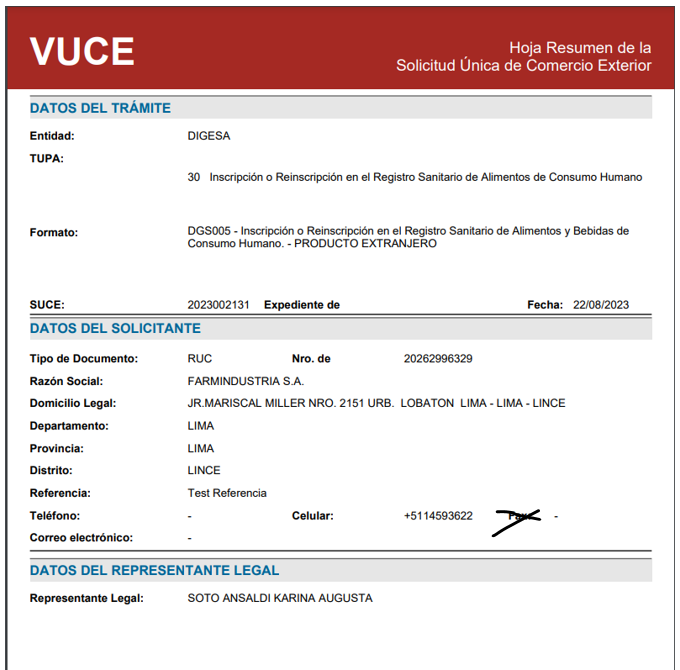 VUCE
Hoja Resumen de la
Solicitud Única de Comercio Exterior
DATOS DEL TRÁMITE
Entidad: DIGESA
TUPA:
30 Inscripción o Reinscripción en el Registro Sanitario de Alimentos de Consumo Humano
Formato: DGS005 - Inscripción o Reinscripción en el Registro Sanitario de Alimentos y Bebidas de
Consumo Humano. - PRODUCTO EXTRANJERO
SUCE: 2023002131 Expediente de Fecha: 22/08/2023
DATOS DEL SOLICITANTE
Tipo de Documento: RUC Nro. de 20262996329
Razón Social: FARMINDUSTRIA S.A.
Domicilio Legal: JR.MARISCAL MILLER NRO. 2151 URB. LOBATON LIMA - LIMA - LINCE
Departamento: LIMA
Provincia: LIMA
Distrito: LINCE
Referencia: Test Referencia
Teléfono: - Celular: +5114593622 Fax: -
Correo electrónico: -
DATOS DEL REPRESENTANTE LEGAL
Representante Legal: SOTO ANSALDI KARINA AUGUSTA